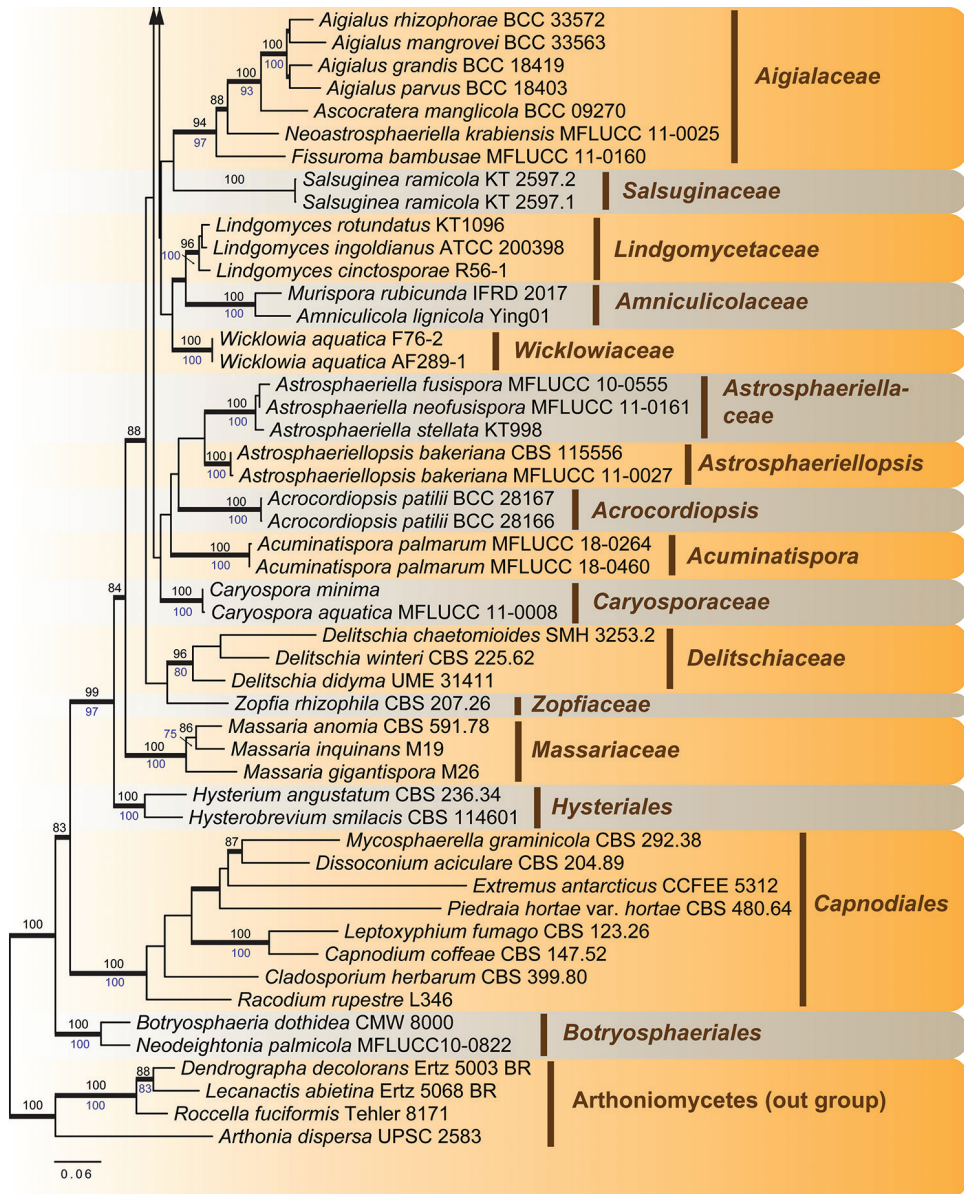 Aigialus rhizophorae BCC 33572
100
Aigialus mangrovei BCC 33563
100
Aigialus grandis BCC 18419
Aigialaceae
100
93
88
Aigialus parvus BCC 18403
Ascocratera manglicola BCC 09270
94
97
Neoastrosphaeriella krabiensis MFLUCC 11-0025
Fissuroma bambusae MFLUCC 11-0160
100
Salsuginea ramicola KT 2597.2
Salsuginaceae
Salsuginea ramicola KT 2597.1
Lindgomyces rotundatus KT1096
96
100
Lindgomyces ingoldianus ATCC 200398
Lindgomycetaceae
Lindgomyces cinctosporae R56-1
100
100
Murispora rubicunda IFRD 2017
Amniculicolaceae
Amniculicola lignicola Ying01
Wicklowia aquatica F76-2
100
100
Wicklowiaceae
Wicklowia aquatica AF289-1
Astrosphaeriella fusispora MFLUCC 10-0555
Astrosphaeriella-
ceae
100
100
Astrosphaeriella neofusispora MFLUCC 11-0161
Astrosphaeriella stellata KT998
88
Astrosphaeriellopsis bakeriana CBS 115556
100
100
Astrosphaeriellopsis
Astrosphaeriellopsis bakeriana MFLUCC 11-0027
100
100
Acrocordiopsis patilii BCC 28167
Acrocordiopsis
Acrocordiopsis patilii BCC 28166
100
100
Acuminatispora palmarum MFLUCC 18-0264
Acuminatispora
Acuminatispora palmarum MFLUCC 18-0460
84
100
100
Caryospora minima
Caryosporaceae
Caryospora aquatica MFLUCC 11-0008
Delitschia chaetomioides SMH 3253.2
96
80
Delitschia winteri CBS 225.62
Delitschiaceae
Delitschia didyma UME 31411
99
97
Zopfia rhizophila CBS 207.26
Zopfiaceae
86
75
Massaria anomia CBS 591.78
100
100
Massaria inquinans M19
Massariaceae
Massaria gigantispora M26
100
100
Hysterium angustatum CBS 236.34
Hysteriales
Hysterobrevium smilacis CBS 114601
83
87
Mycosphaerella graminicola CBS 292.38
Dissoconium aciculare CBS 204.89
Extremus antarcticus CCFEE 5312
Capnodiales
Piedraia hortae var. hortae CBS 480.64
100
100
100
Leptoxyphium fumago CBS 123.26
Capnodium coffeae CBS 147.52
100
100
Cladosporium herbarum CBS 399.80
Racodium rupestre L346
100
100
Botryosphaeria dothidea CMW 8000
Botryosphaeriales
Neodeightonia palmicola MFLUCC10-0822
88
83
Dendrographa decolorans Ertz 5003 BR
100
100
Lecanactis abietina Ertz 5068 BR
Arthoniomycetes (out group)
100
Roccella fuciformis Tehler 8171
Arthonia dispersa UPSC 2583
0.06